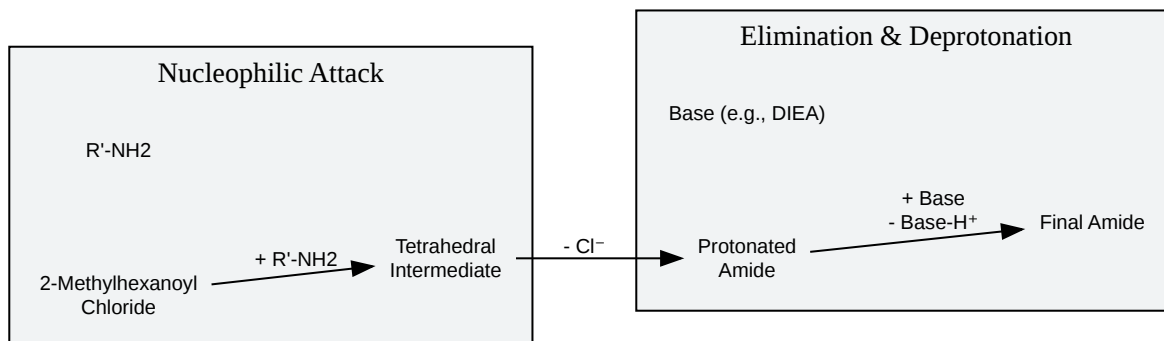 Nucleophilic Attack
R'-NH2
2-Methylhexanoyl
Chloride
+ R'-NH2
Tetrahedral
Intermediate
- Cl⁻
Elimination & Deprotonation
Base (e.g., DIEA)
Protonated
Amide
+ Base
- Base-H⁺
Final Amide